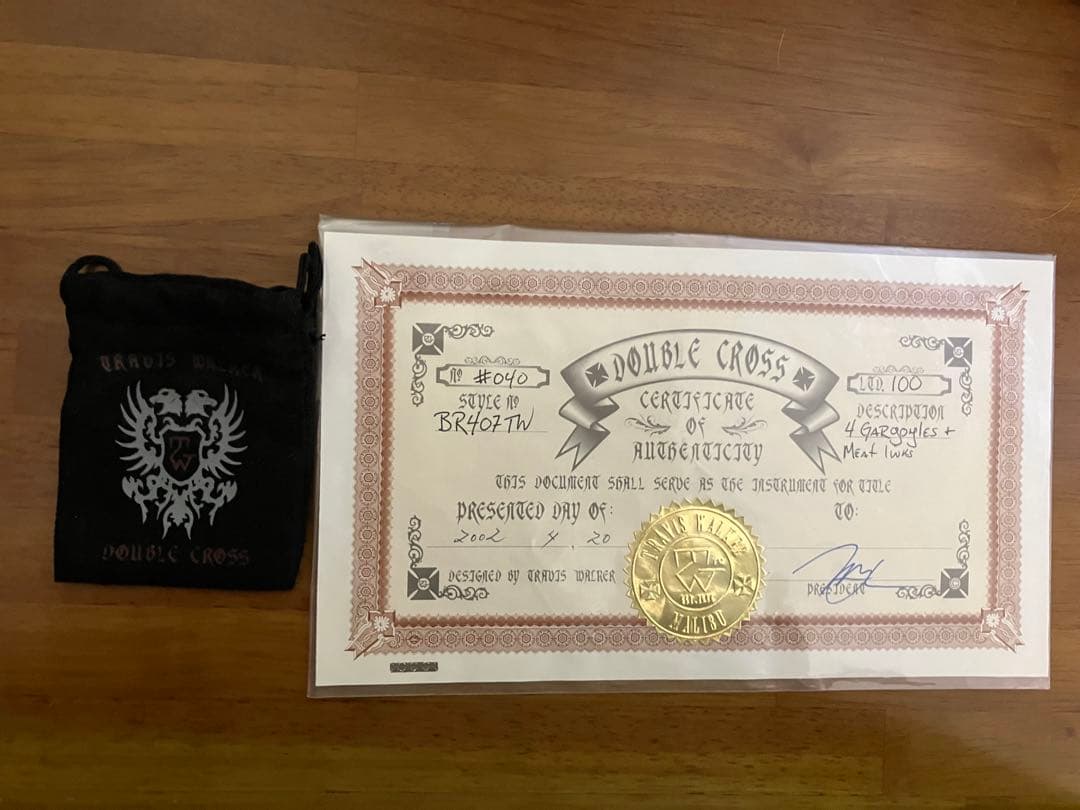 TRAVIS WALKER
TW
DOUBLE CROSS
DOUBLE CROSS
CERTIFICATE
OF
AUTHENTICITY
Nº #040
STYLE Nº
BR407TW
LTD. 100
DESCRIPTION
4 GARGOYLES +
MEAT LINKS
THIS DOCUMENT SHALL SERVE AS THE INSTRUMENT FOR TITLE
PRESENTED DAY OF:
TO:
2002 4. 20
DESIGNED BY TRAVIS WALKER
PRESIDENT
TRAVIS WALKER
TW
MALIBU